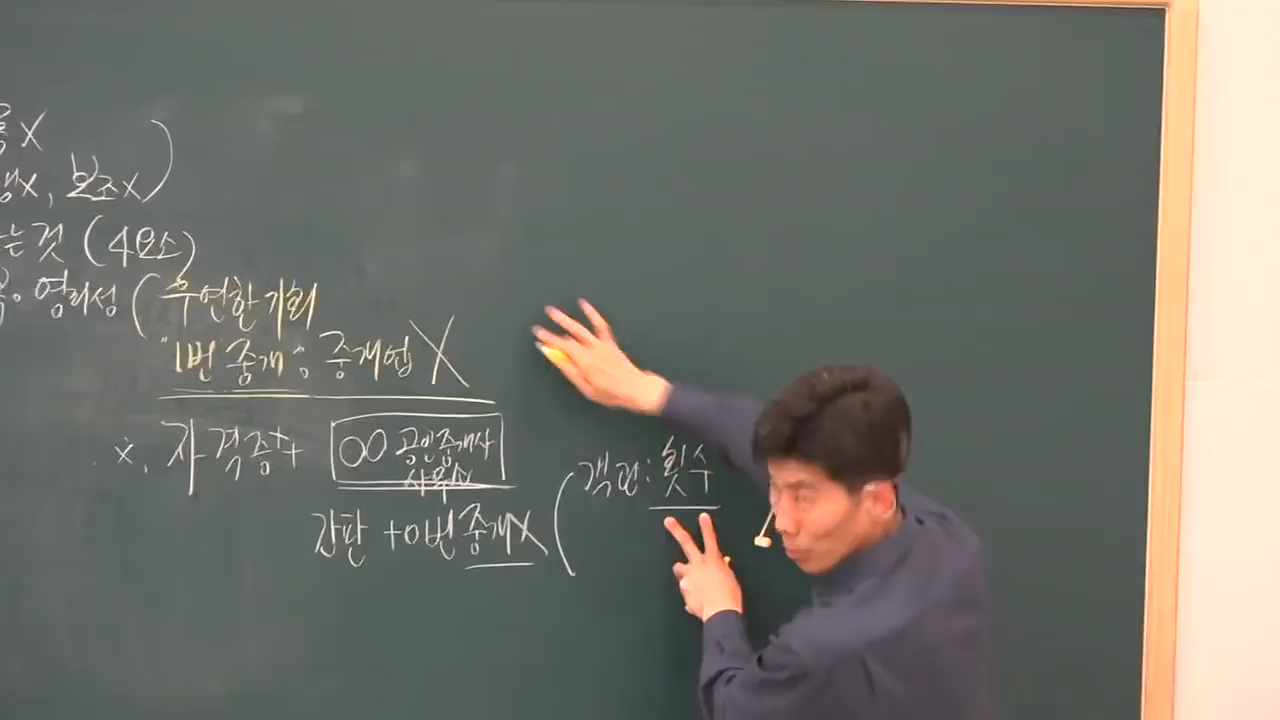 X
X, 보조X)
는것 (4요소)
영리성 (우연한 기회
"1번 중개": 중개업 X
※. 자격증 + OO 공인중개사
사무소
간판 + 0번 중개X (객관: 횟수